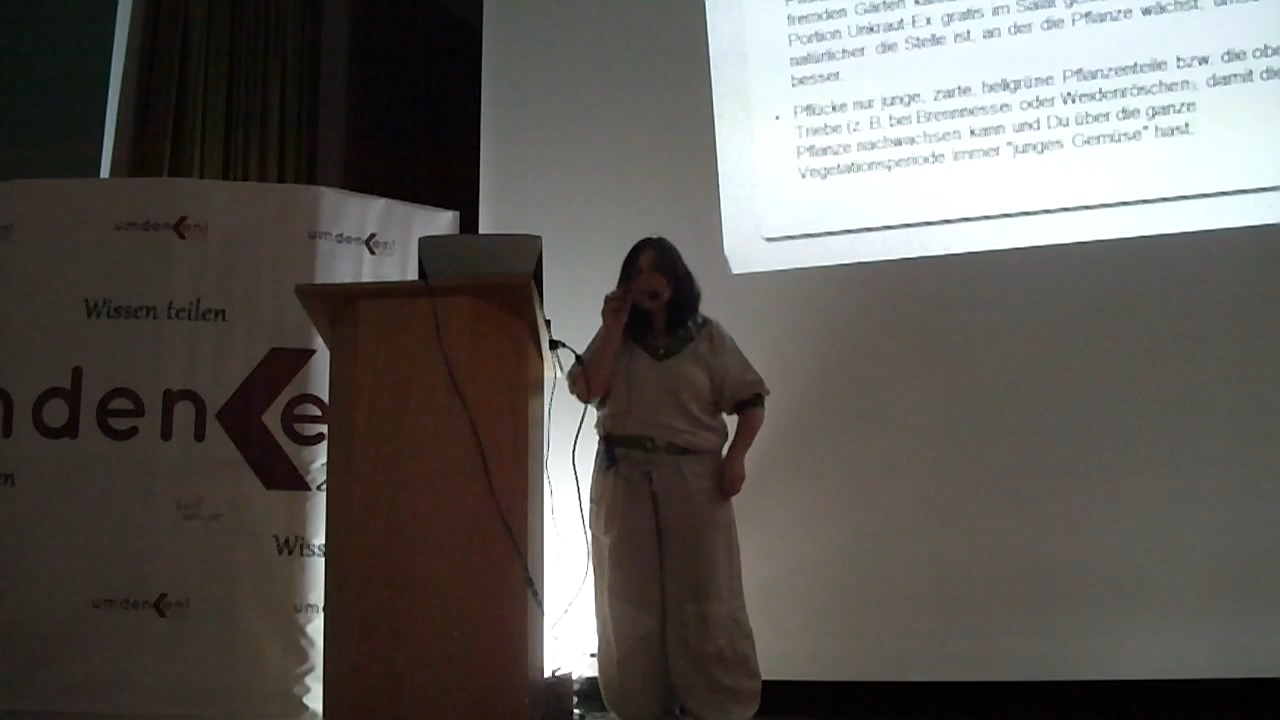 fremden Gärten
Portion Unkraut-Ex gratis im Salat
natürlicher die Stelle ist, an der die Pflanze wächst,
besser.
• Pflücke nur junge, zarte, hellgrüne Pflanzenteile bzw. die obe
Triebe (z. B. bei Brennnessel oder Weidenröschen), damit die
Pflanze nachwachsen kann und Du über die ganze
Vegetationsperiode immer "junges Gemüse" hast.
umdenken! umdenken!
Wissen teilen
nden<e
n
Wiss
umdenken! um